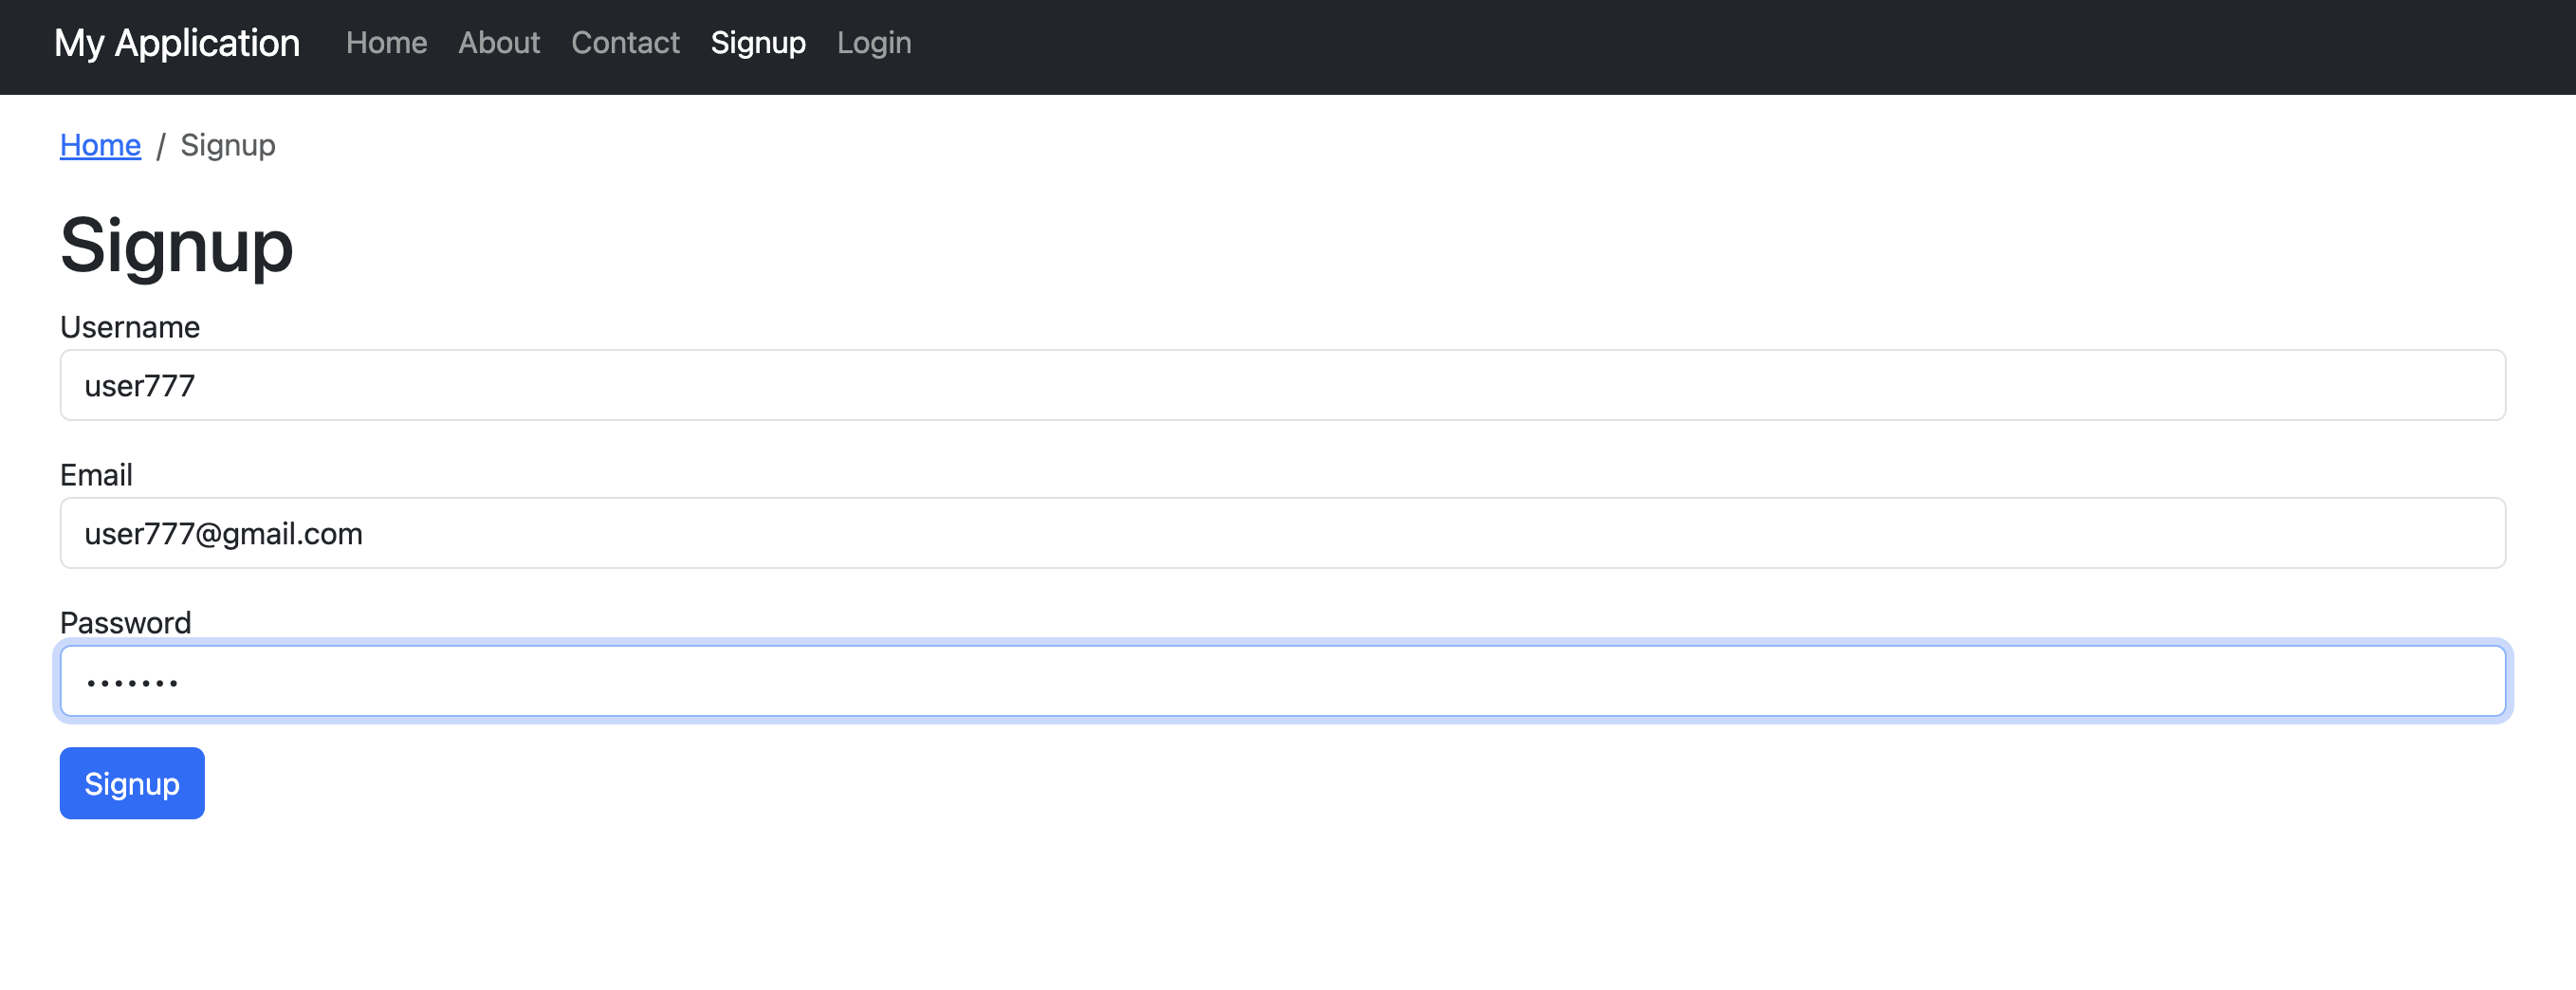 My Application Home About Contact Signup Login
Home / Signup
Signup
Username
user777
Email
user777@gmail.com
Password
•••••••
Signup